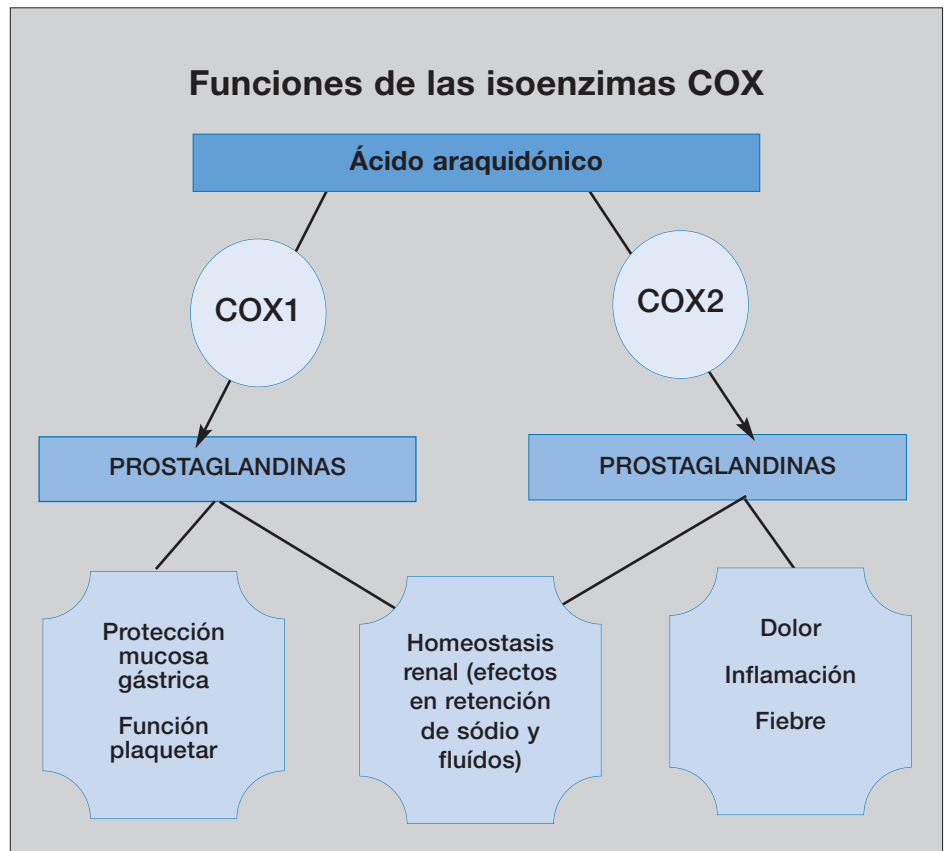 Funciones de las isoenzimas COX
Ácido araquidónico
COX1
COX2
PROSTAGLANDINAS
PROSTAGLANDINAS
Protección
mucosa
gástrica
Función
plaquetar
Homeostasis
renal (efectos
en retención
de sódio y
fluídos)
Dolor
Inflamación
Fiebre